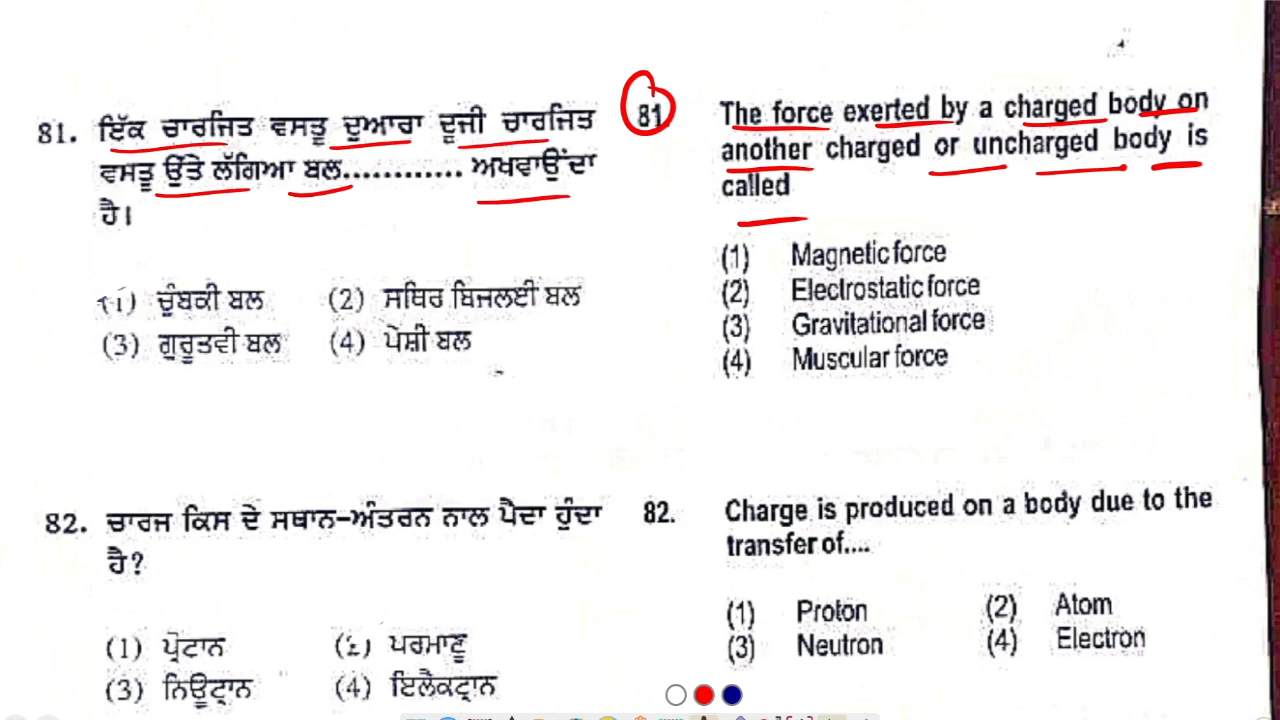 81. ਇੱਕ ਚਾਰਜਿਤ ਵਸਤੂ ਦੁਆਰਾ ਦੂਜੀ ਚਾਰਜਿਤ
ਵਸਤੂ ਉੱਤੇ ਲੱਗਿਆ ਬਲ............ ਅਖਵਾਉਂਦਾ
ਹੈ।
(1) ਚੁੰਬਕੀ ਬਲ (2) ਸਥਿਰ ਬਿਜਲਈ ਬਲ
(3) ਗੁਰੂਤਵੀ ਬਲ (4) ਪੇਸ਼ੀ ਬਲ
81 The force exerted by a charged body on
another charged or uncharged body is
called
(1) Magnetic force
(2) Electrostatic force
(3) Gravitational force
(4) Muscular force
82. ਚਾਰਜ ਕਿਸ ਦੇ ਸਥਾਨ-ਅੰਤਰਨ ਨਾਲ ਪੈਦਾ ਹੁੰਦਾ
ਹੈ?
(1) ਪ੍ਰੋਟਾਨ (2) ਪਰਮਾਣੂ
(3) ਨਿਊਟ੍ਰਾਨ (4) ਇਲੈਕਟ੍ਰਾਨ
82. Charge is produced on a body due to the
transfer of....
(1) Proton (2) Atom
(3) Neutron (4) Electron